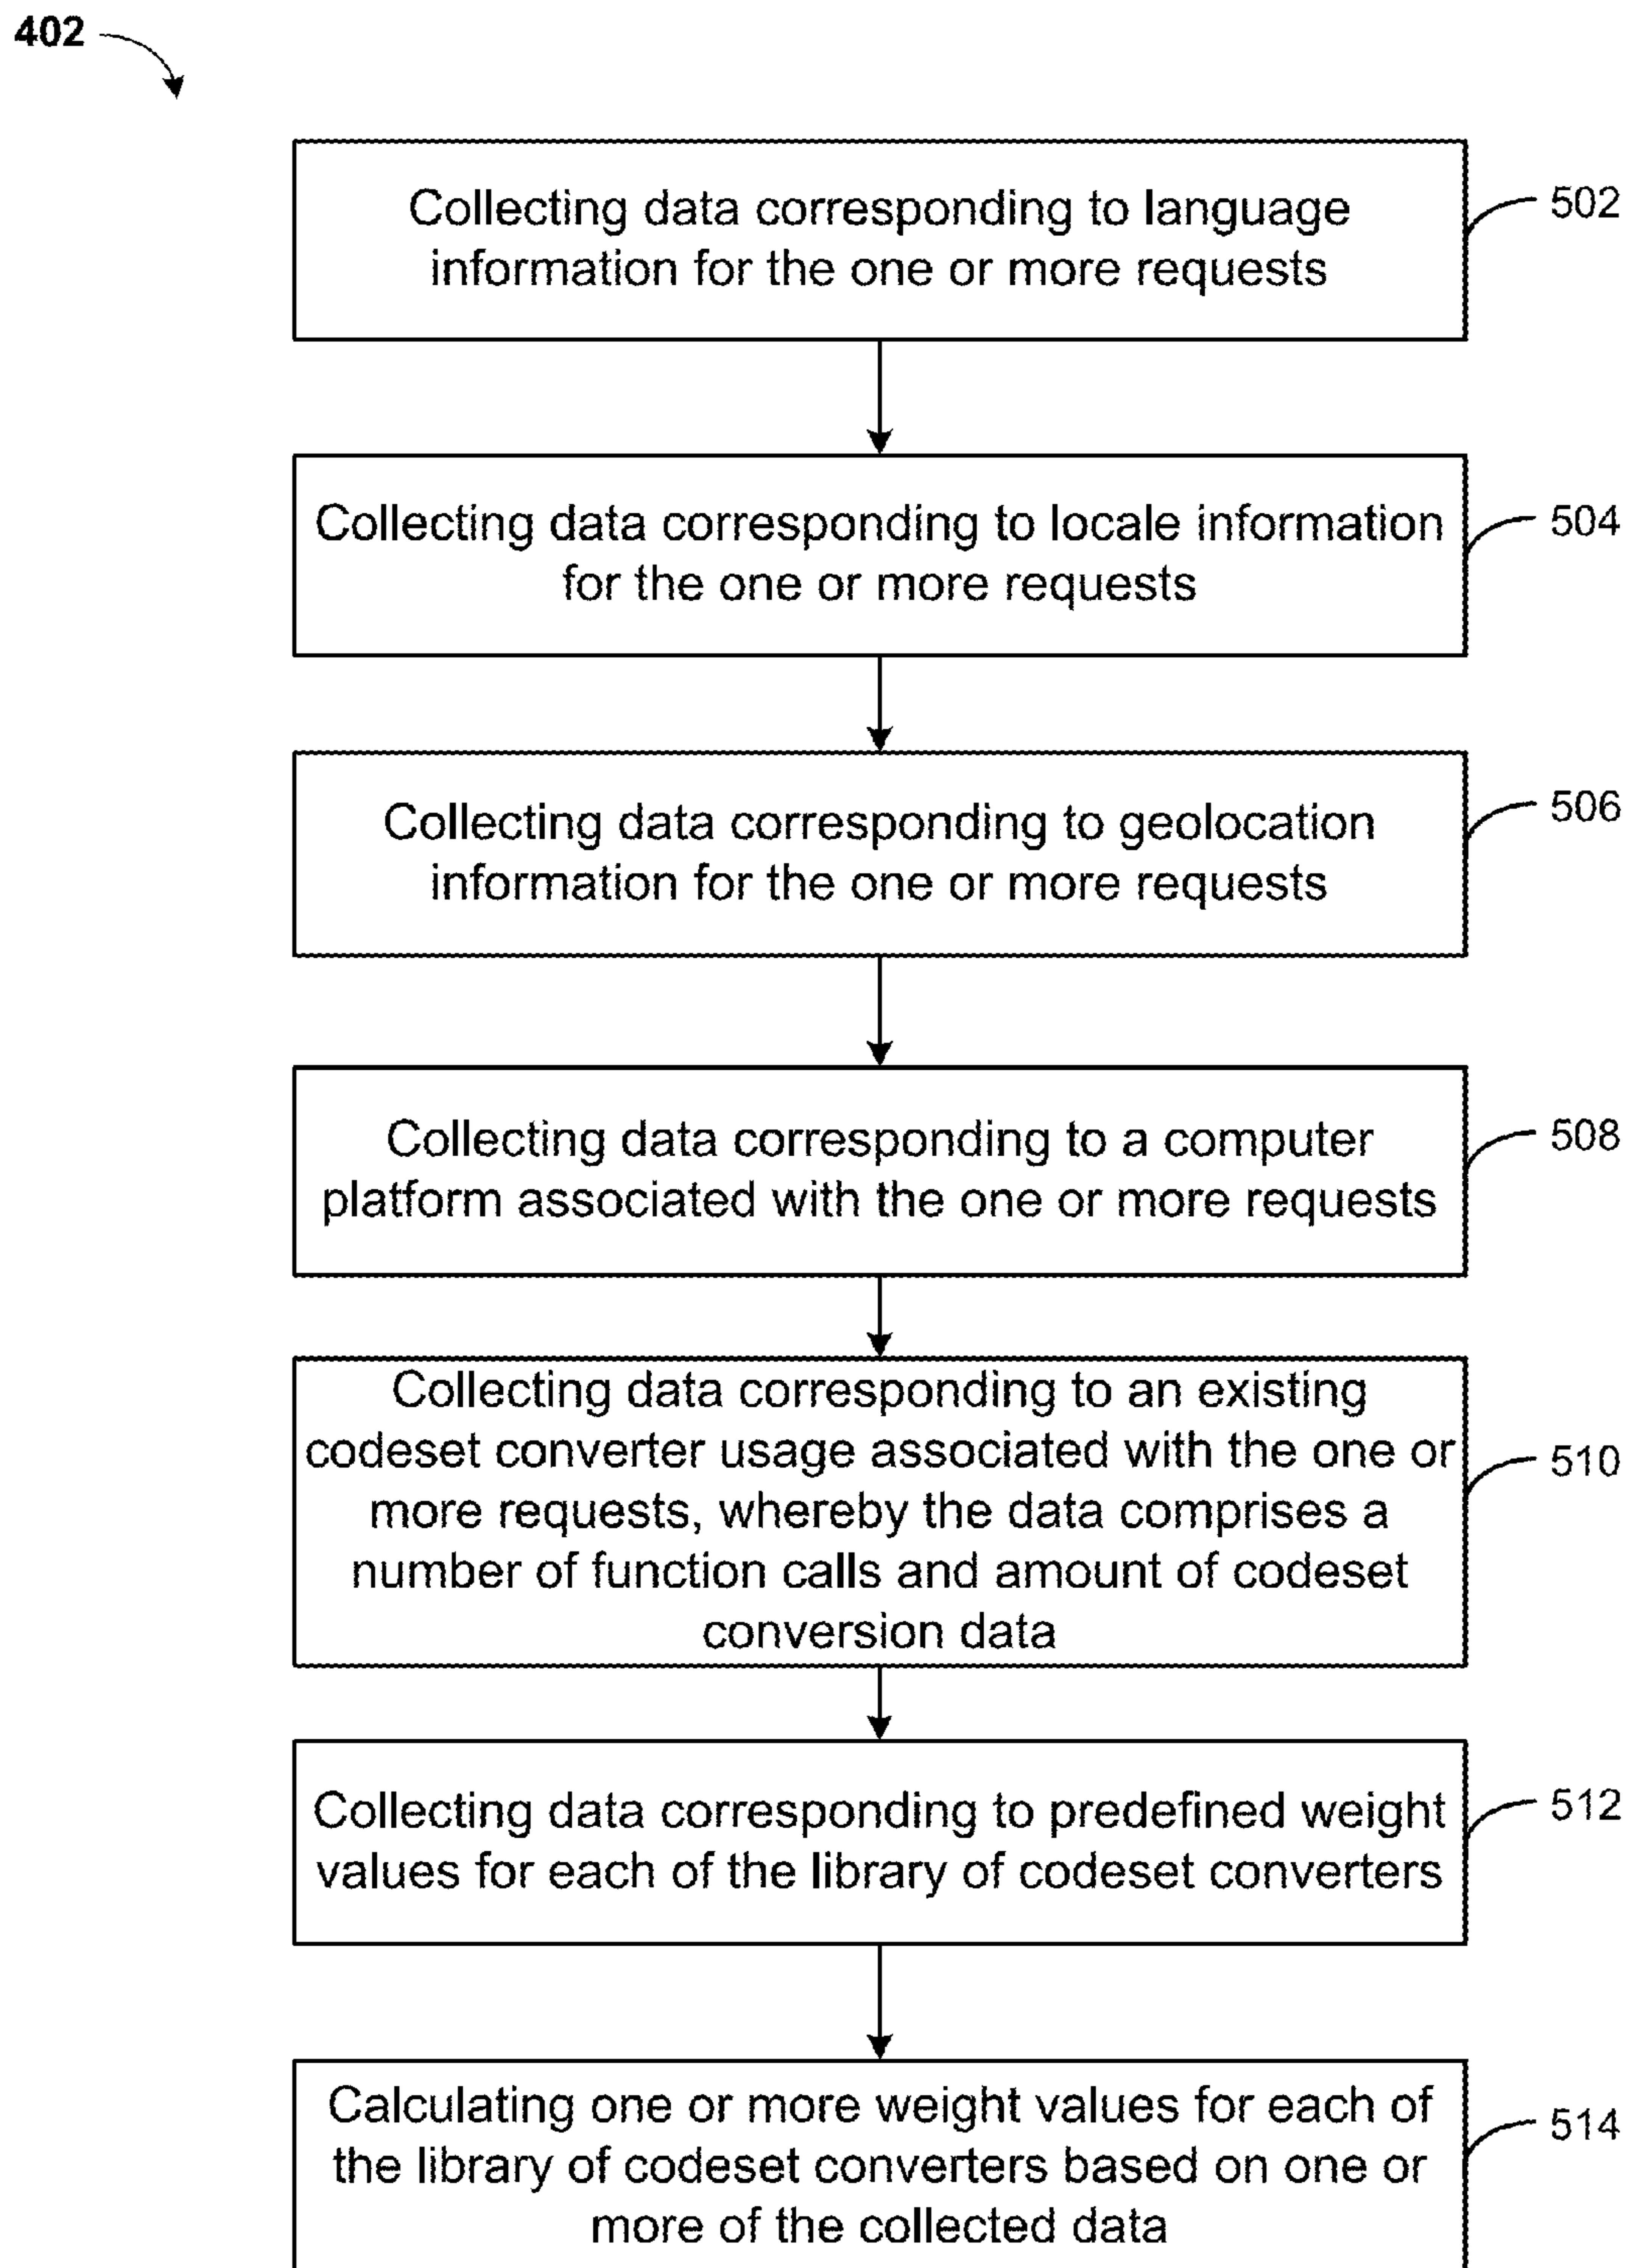 402
Collecting data corresponding to language
information for the one or more requests
502
Collecting data corresponding to locale information
for the one or more requests
504
Collecting data corresponding to geolocation
information for the one or more requests
506
Collecting data corresponding to a computer
platform associated with the one or more requests
508
Collecting data corresponding to an existing
codeset converter usage associated with the one or
more requests, whereby the data comprises a
number of function calls and amount of codeset
conversion data
510
Collecting data corresponding to predefined weight
values for each of the library of codeset converters
512
Calculating one or more weight values for each of
the library of codeset converters based on one or
more of the collected data
514